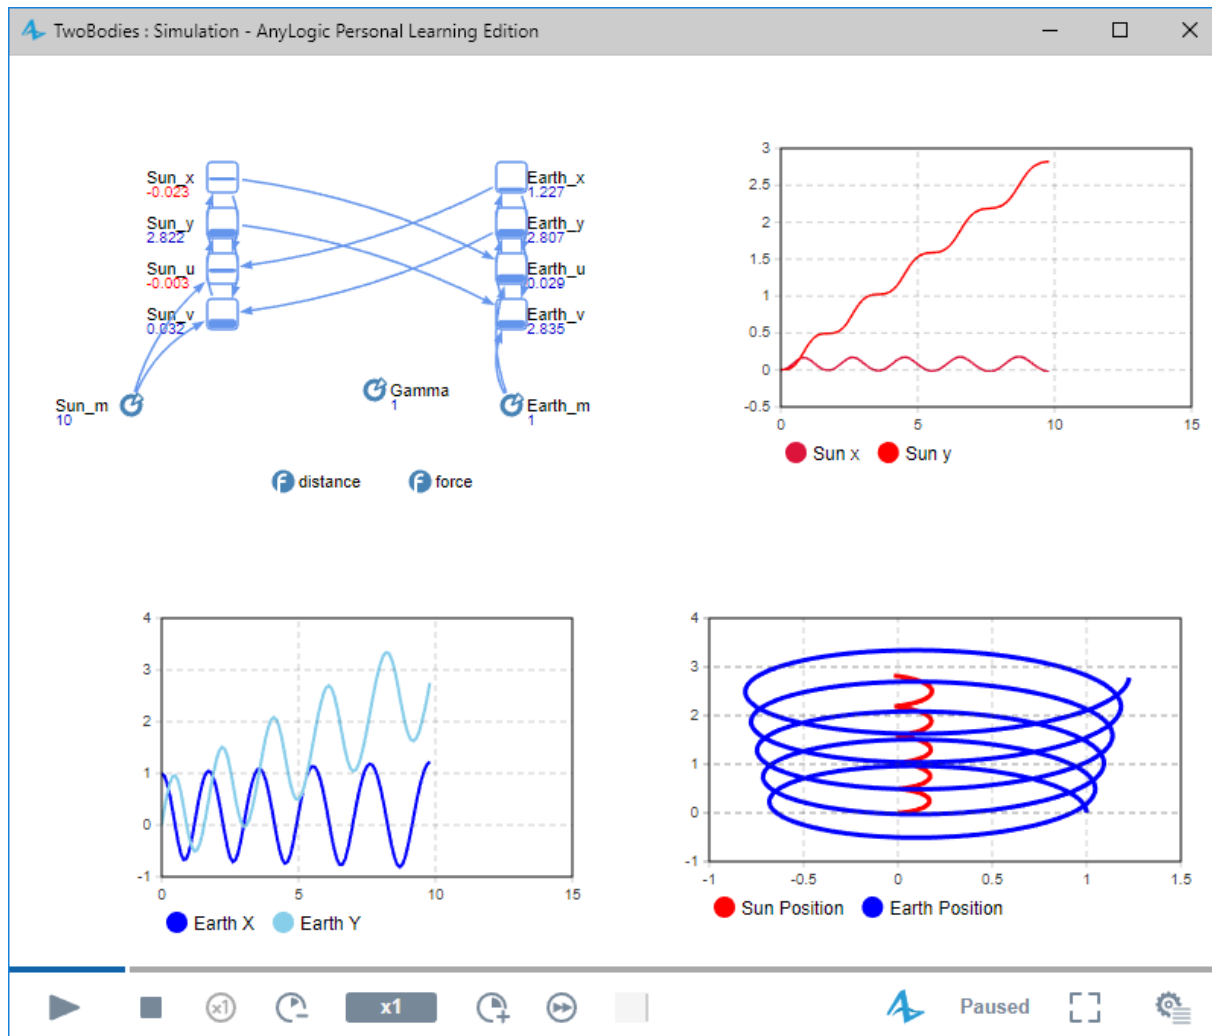 TwoBodies : Simulation - AnyLogic Personal Learning Edition
Sun_x
-0.023
Sun_y
2.822
Sun_u
-0.003
Sun_v
0.032
Earth_x
1.227
Earth_y
2.807
Earth_u
0.029
Earth_v
2.835
Sun_m
10
Gamma
1
Earth_m
1
distance
force
3
2.5
2
1.5
1
0.5
0
-0.5
0 5 10 15
Sun x Sun y
4
3
2
1
0
-1
0 5 10 15
Earth X Earth Y
4
3
2
1
0
-1
-1 -0.5 0 0.5 1 1.5
Sun Position Earth Position
x1
x1
Paused